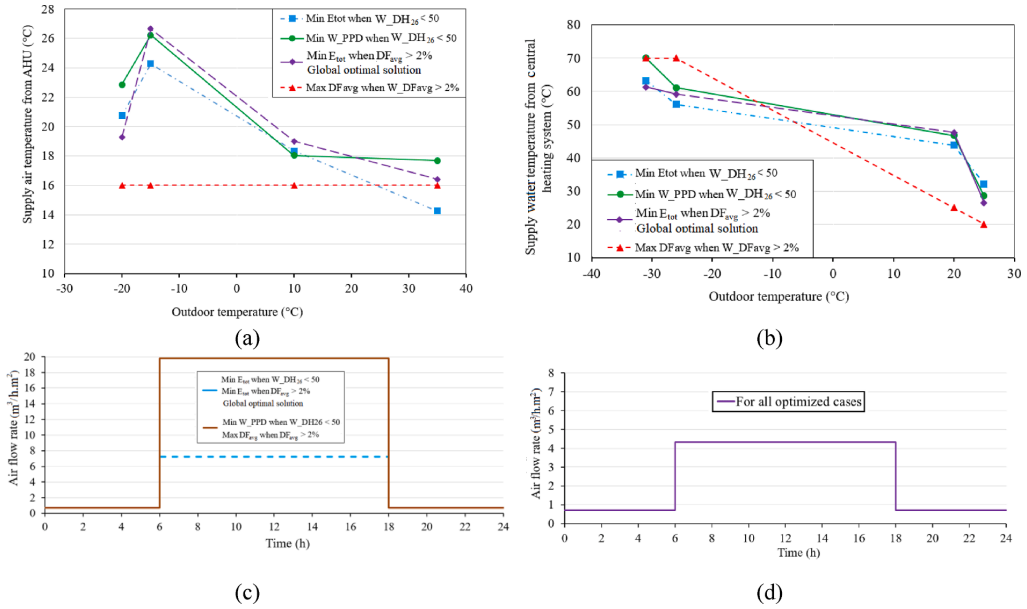 Supply air temperature from AHU (°C)
28
26
24
22
20
18
16
14
12
10
-30
-20
-10
0
10
20
30
40
Outdoor temperature (°C)
Min Etot when W_DH26 < 50
Min W_PPD when W_DH26 < 50
Min Etot when DFavg > 2%
Global optimal solution
Max DFavg when W_DFavg > 2%
(a)
Supply water temperature from central
heating system (°C)
80
70
60
50
40
30
20
10
-40
-30
-20
-10
0
10
20
30
Outdoor temperature (°C)
Min Etot when W_DH26 < 50
Min W_PPD when W_DH26 < 50
Min Etot when DFavg > 2%
Global optimal solution
Max DFavg when W_DFavg > 2%
(b)
Air flow rate (m³/h.m²)
20
18
16
14
12
10
8
6
4
2
0
0
2
4
6
8
10
12
14
16
18
20
22
24
Time (h)
Min Etot when W_DH26 < 50
Min Etot when DFavg > 2%
Global optimal solution
Min W_PPD when W_DH26 < 50
Max DFavg when DFavg > 2%
(c)
Air flow rate (m³/h.m²)
8
7
6
5
4
3
2
1
0
0
2
4
6
8
10
12
14
16
18
20
22
24
Time (h)
For all optimized cases
(d)